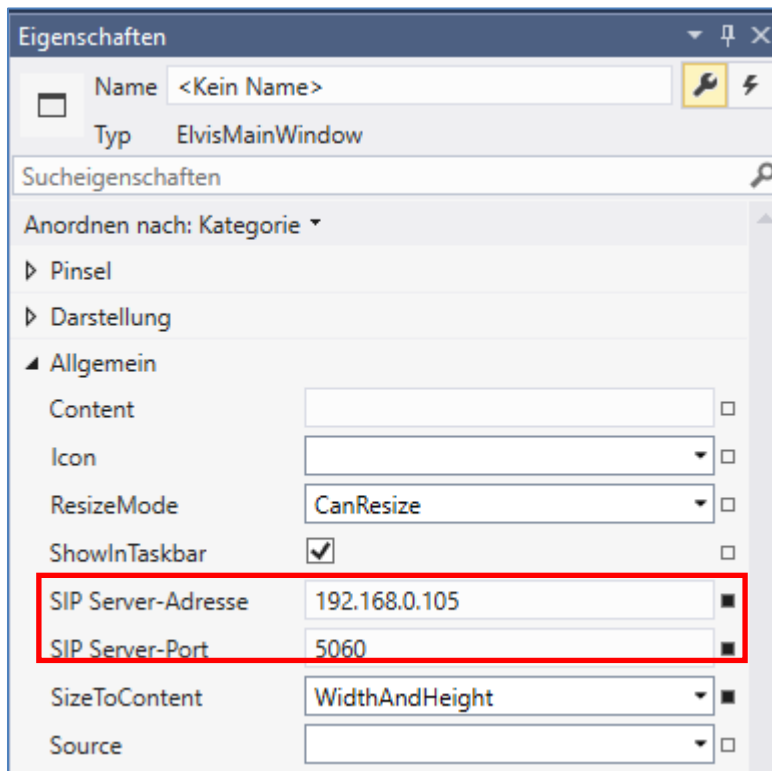 Eigenschaften
Name <Kein Name>
Typ ElvisMainWindow
Sucheigenschaften
Anordnen nach: Kategorie
Pinsel
Darstellung
Allgemein
Content
Icon
ResizeMode CanResize
ShowInTaskbar
SIP Server-Adresse 192.168.0.105
SIP Server-Port 5060
SizeToContent WidthAndHeight
Source